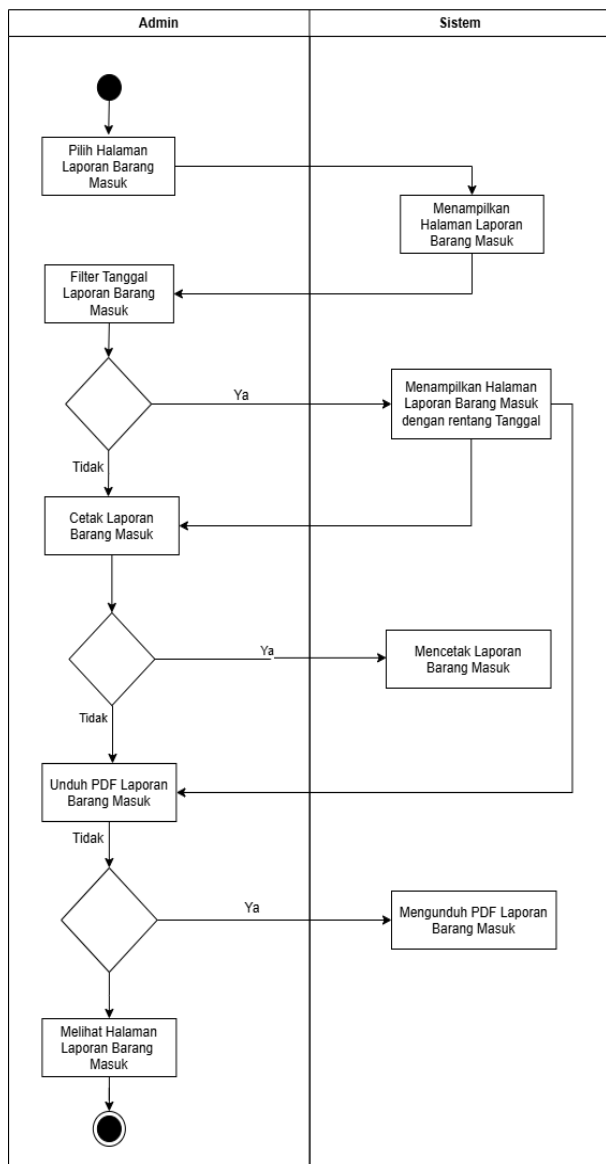 Admin
Sistem
Pilih Halaman
Laporan Barang
Masuk
Menampilkan
Halaman Laporan
Barang Masuk
Filter Tanggal
Laporan Barang
Masuk
Ya
Menampilkan Halaman
Laporan Barang Masuk
dengan rentang Tanggal
Tidak
Cetak Laporan
Barang Masuk
Ya
Mencetak Laporan
Barang Masuk
Tidak
Unduh PDF Laporan
Barang Masuk
Tidak
Ya
Mengunduh PDF Laporan
Barang Masuk
Melihat Halaman
Laporan Barang
Masuk